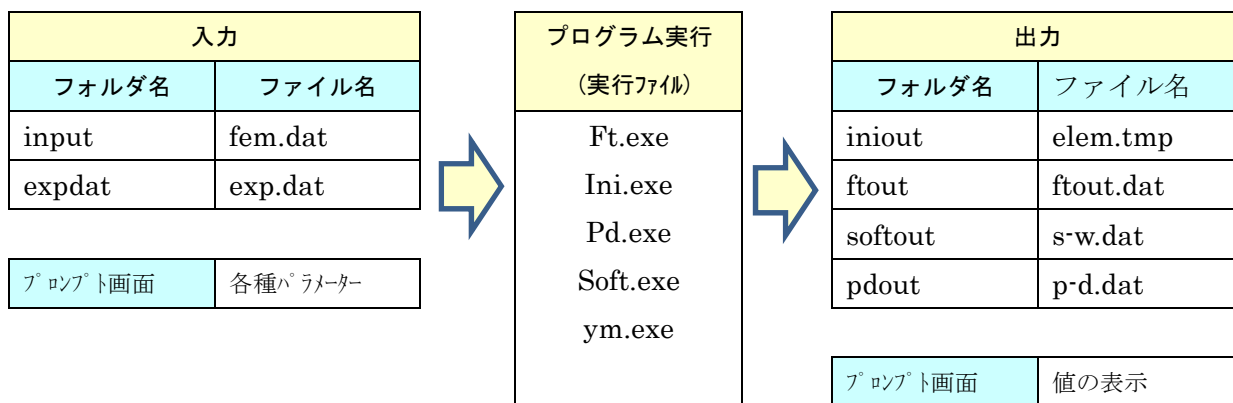 入力
フォルダ名 ファイル名
input fem.dat
expdat exp.dat
ﾌﾟﾛﾝﾌﾟﾄ画面 各種ﾊﾟﾗﾒｰﾀｰ
プログラム実行
(実行ﾌｧｲﾙ)
Ft.exe
Ini.exe
Pd.exe
Soft.exe
ym.exe
出力
フォルダ名 ファイル名
iniout elem.tmp
ftout ftout.dat
softout s-w.dat
pdout p-d.dat
ﾌﾟﾛﾝﾌﾟﾄ画面 値の表示